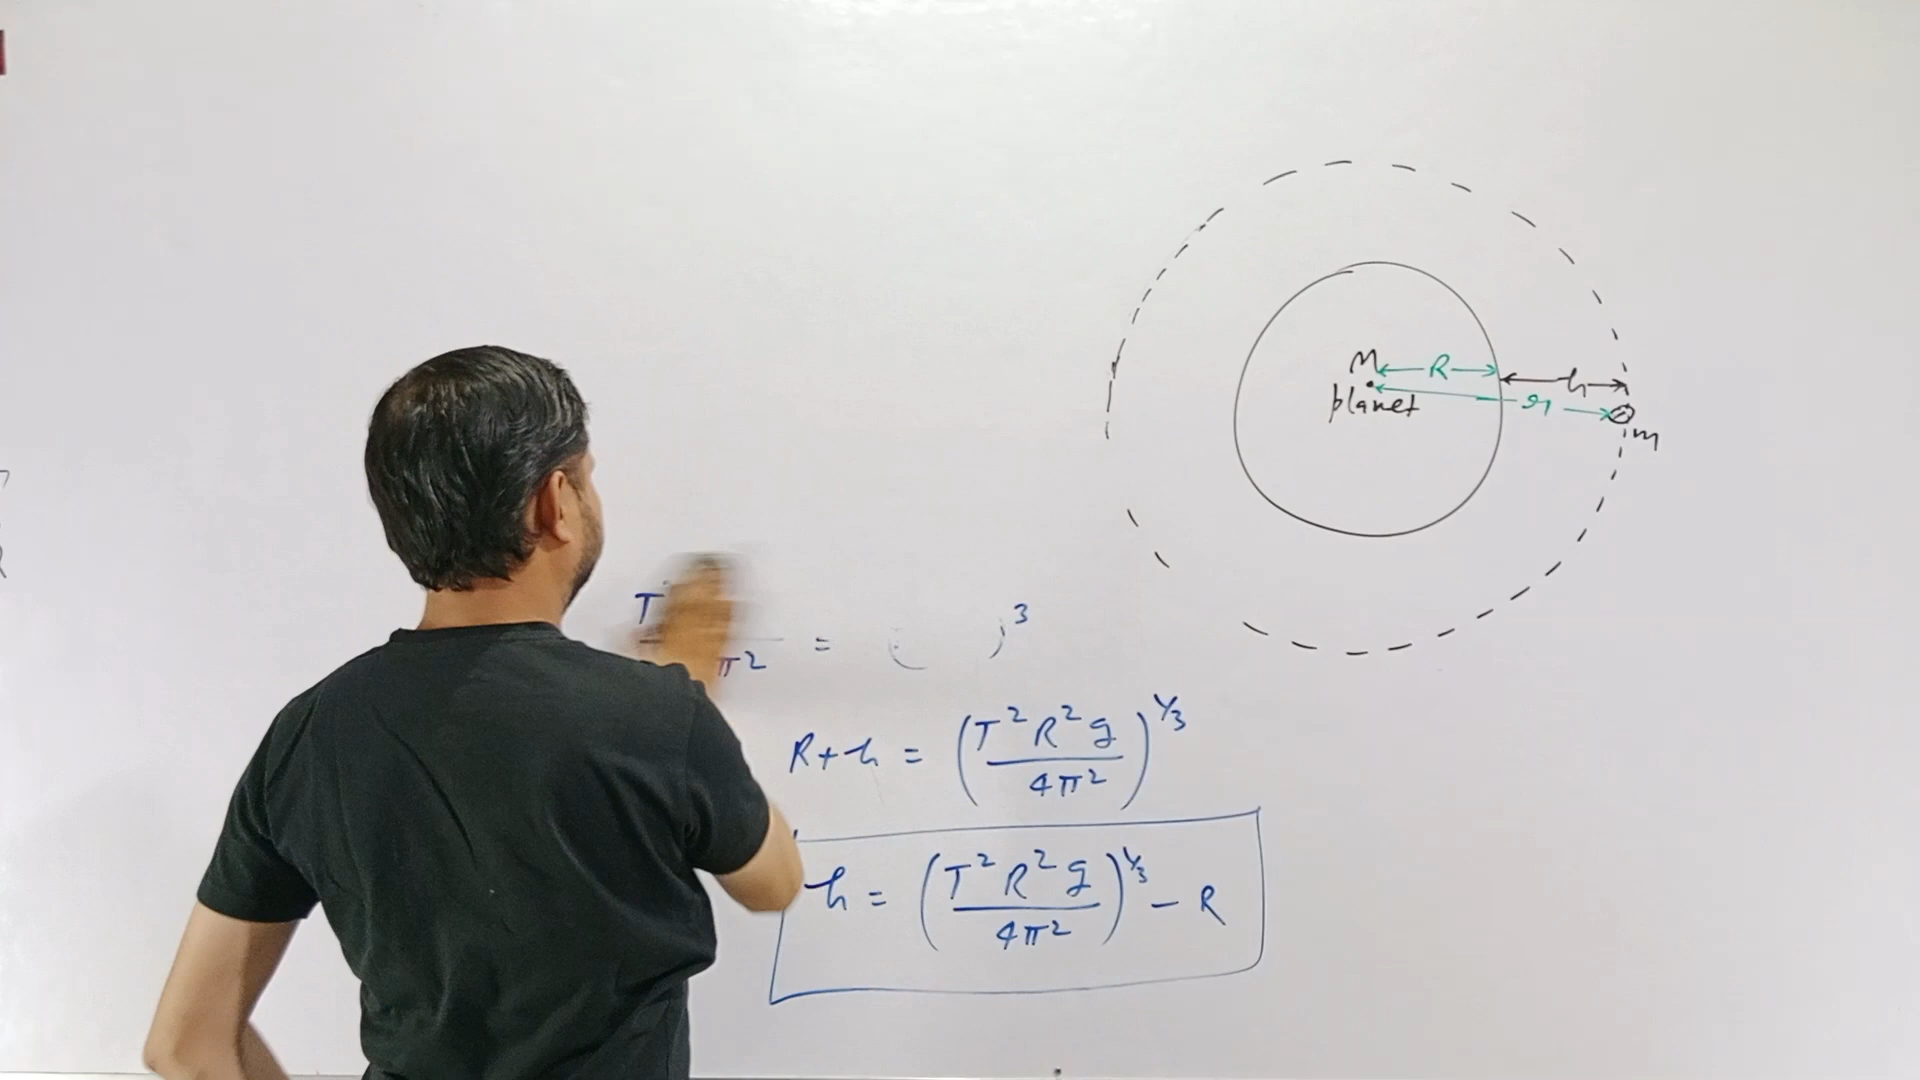 M R h
planet r
m
T π² = ( )³
R+h = (T²R²g / 4π²)^1/3
h = (T²R²g / 4π²)^1/3 - R